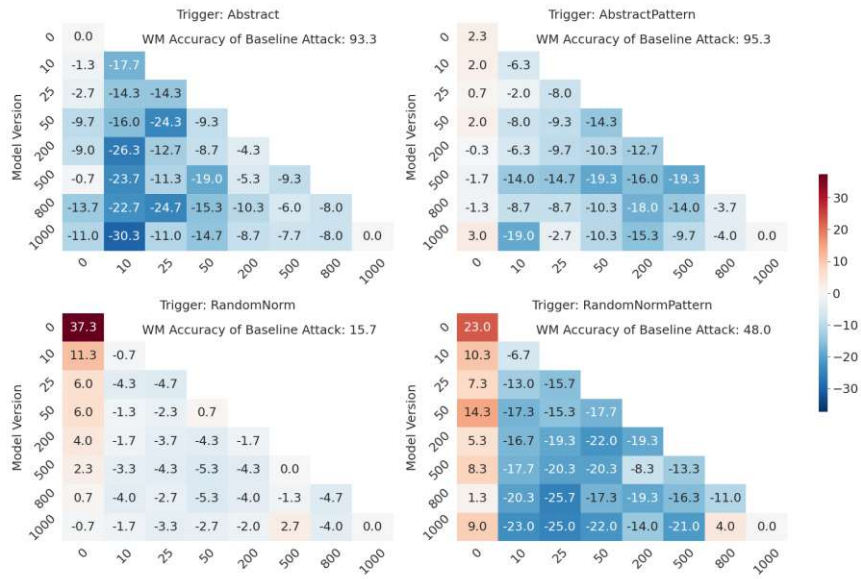 Trigger: Abstract
WM Accuracy of Baseline Attack: 93.3
Model Version
0 0.0
10 -1.3 -17.7
25 -2.7 -14.3 -14.3
50 -9.7 -16.0 -24.3 -9.3
200 -9.0 -26.3 -12.7 -8.7 -4.3
500 -0.7 -23.7 -11.3 -19.0 -5.3 -9.3
800 -13.7 -22.7 -24.7 -15.3 -10.3 -6.0 -8.0
1000 -11.0 -30.3 -11.0 -14.7 -8.7 -7.7 -8.0 0.0
0 10 25 50 200 500 800 1000
Trigger: AbstractPattern
WM Accuracy of Baseline Attack: 95.3
Model Version
0 2.3
10 2.0 -6.3
25 0.7 -2.0 -8.0
50 2.0 -8.0 -9.3 -14.3
200 -0.3 -6.3 -9.7 -10.3 -12.7
500 -1.7 -14.0 -14.7 -19.3 -16.0 -19.3
800 -1.3 -8.7 -8.7 -10.3 -18.0 -14.0 -3.7
1000 3.0 -19.0 -2.7 -10.3 -15.3 -9.7 -4.0 0.0
0 10 25 50 200 500 800 1000
Trigger: RandomNorm
WM Accuracy of Baseline Attack: 15.7
Model Version
0 37.3
10 11.3 -0.7
25 6.0 -4.3 -4.7
50 6.0 -1.3 -2.3 0.7
200 4.0 -1.7 -3.7 -4.3 -1.7
500 2.3 -3.3 -4.3 -5.3 -4.3 0.0
800 0.7 -4.0 -2.7 -5.3 -4.0 -1.3 -4.7
1000 -0.7 -1.7 -3.3 -2.7 -2.0 2.7 -4.0 0.0
0 10 25 50 200 500 800 1000
Trigger: RandomNormPattern
WM Accuracy of Baseline Attack: 48.0
Model Version
0 23.0
10 10.3 -6.7
25 7.3 -13.0 -15.7
50 14.3 -17.3 -15.3 -17.7
200 5.3 -16.7 -19.3 -22.0 -19.3
500 8.3 -17.7 -20.3 -20.3 -8.3 -13.3
800 1.3 -20.3 -25.7 -17.3 -19.3 -16.3 -11.0
1000 9.0 -23.0 -25.0 -22.0 -14.0 -21.0 4.0 0.0
0 10 25 50 200 500 800 1000
30
20
10
0
-10
-20
-30